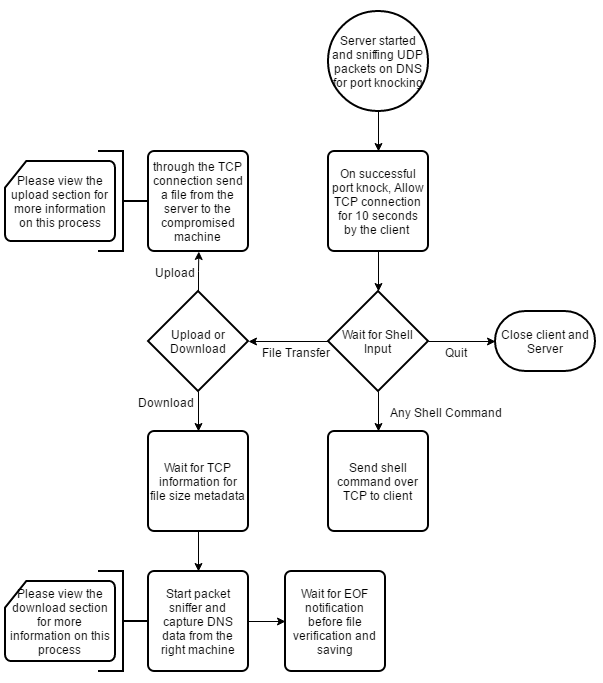 Server started
and sniffing UDP
packets on DNS
for port knocking
Please view the
upload section for
more information
on this process
through the TCP
connection send
a file from the
server to the
compromised
machine
On successful
port knock, Allow
TCP connection
for 10 seconds
by the client
Upload
Upload or
Download
File Transfer
Wait for Shell
Input
Quit
Close client and
Server
Download
Any Shell Command
Wait for TCP
information for
file size metadata
Send shell
command over
TCP to client
Please view the
download section
for more
information on this
process
Start packet
sniffer and
capture DNS
data from the
right machine
Wait for EOF
notification
before file
verification and
saving